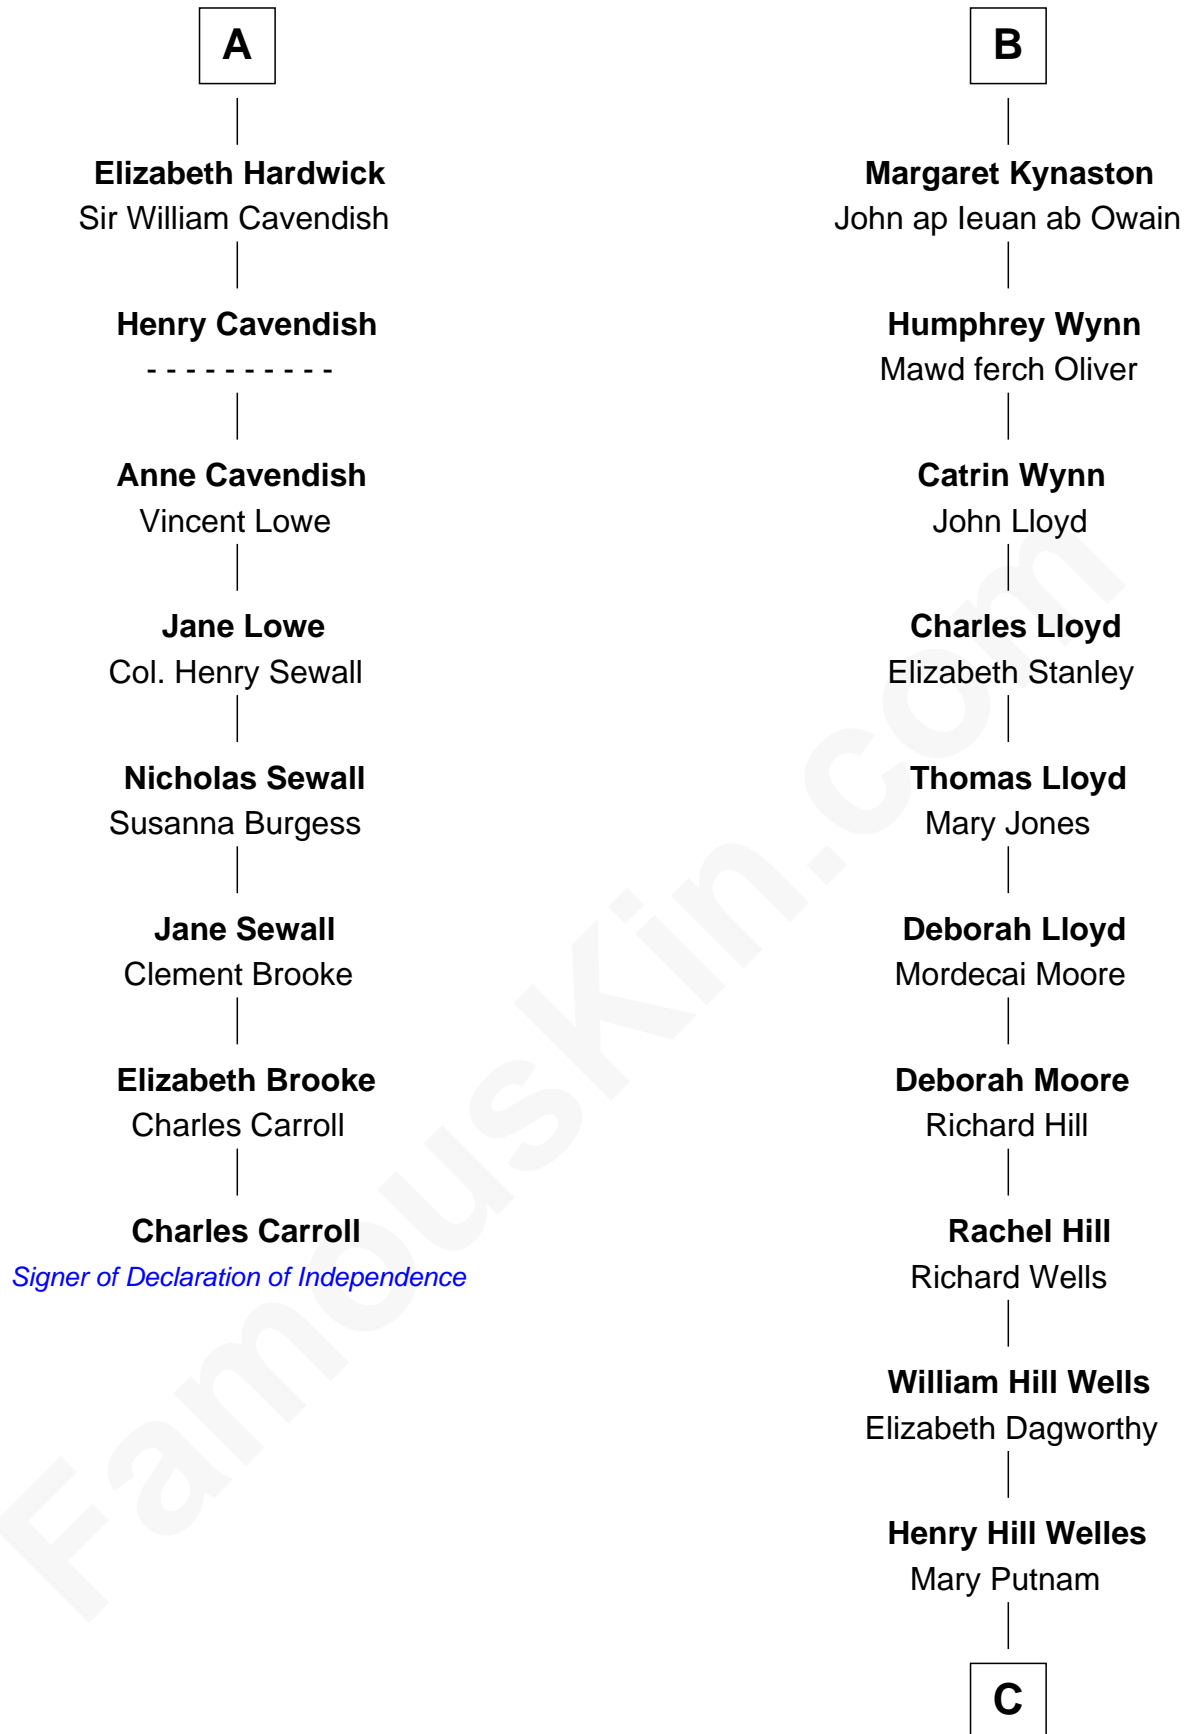 A
Elizabeth Hardwick
Sir William Cavendish
Henry Cavendish
- - - - - - - - - -
Anne Cavendish
Vincent Lowe
Jane Lowe
Col. Henry Sewall
Nicholas Sewall
Susanna Burgess
Jane Sewall
Clement Brooke
Elizabeth Brooke
Charles Carroll
Charles Carroll
Signer of Declaration of Independence
B
Margaret Kynaston
John ap Ieuan ab Owain
Humphrey Wynn
Mawd ferch Oliver
Catrin Wynn
John Lloyd
Charles Lloyd
Elizabeth Stanley
Thomas Lloyd
Mary Jones
Deborah Lloyd
Mordecai Moore
Deborah Moore
Richard Hill
Rachel Hill
Richard Wells
William Hill Wells
Elizabeth Dagworthy
Henry Hill Welles
Mary Putnam
C
FamousKin.com